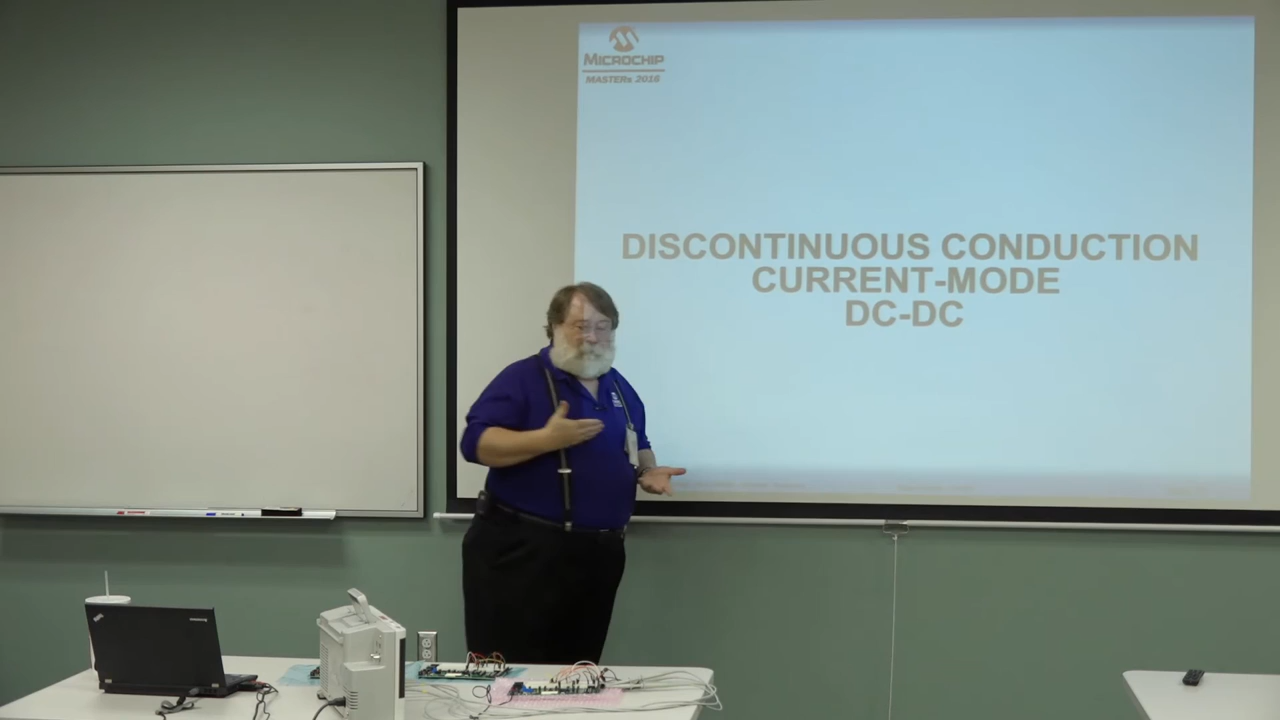 MICROCHIP
MASTERs 2016
DISCONTINUOUS CONDUCTION
CURRENT-MODE
DC-DC